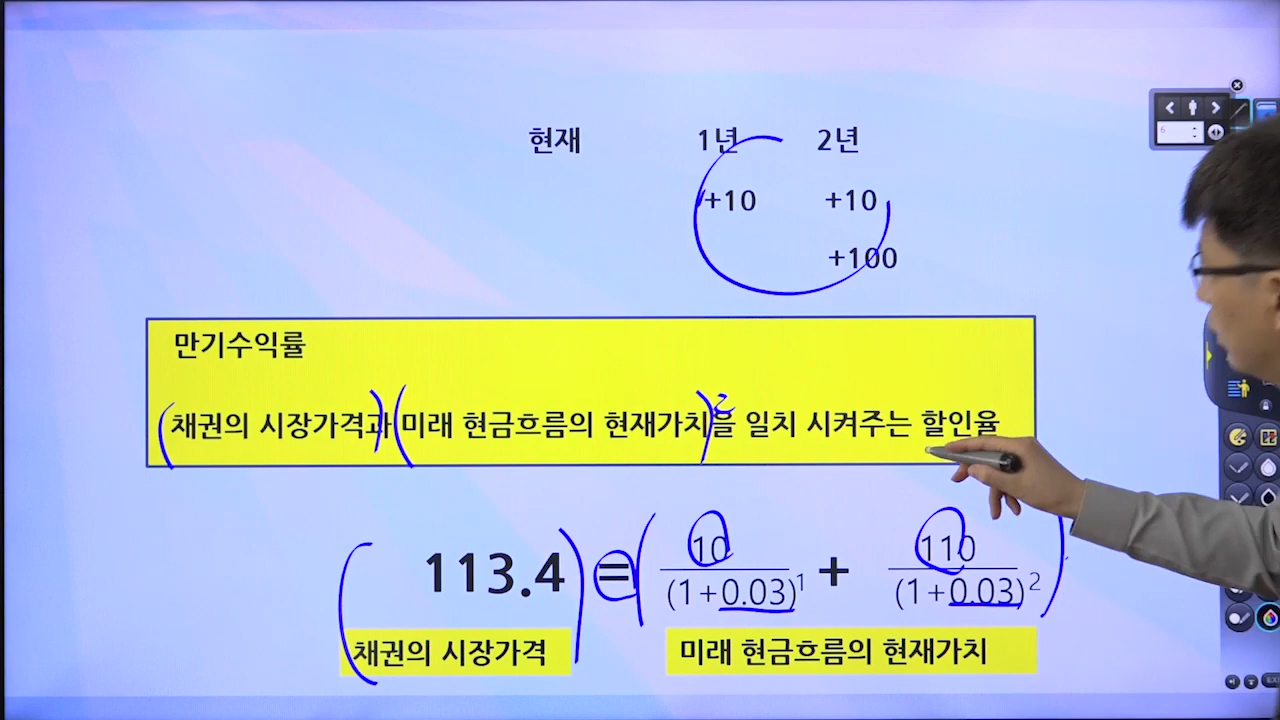 현재 1년 2년
+10 +10
+100
만기수익률
(채권의 시장가격과 (미래 현금흐름의 현재가치)²을 일치 시켜주는 할인율
113.4 = 10/(1+0.03)¹ + 110/(1+0.03)²
채권의 시장가격 미래 현금흐름의 현재가치
6